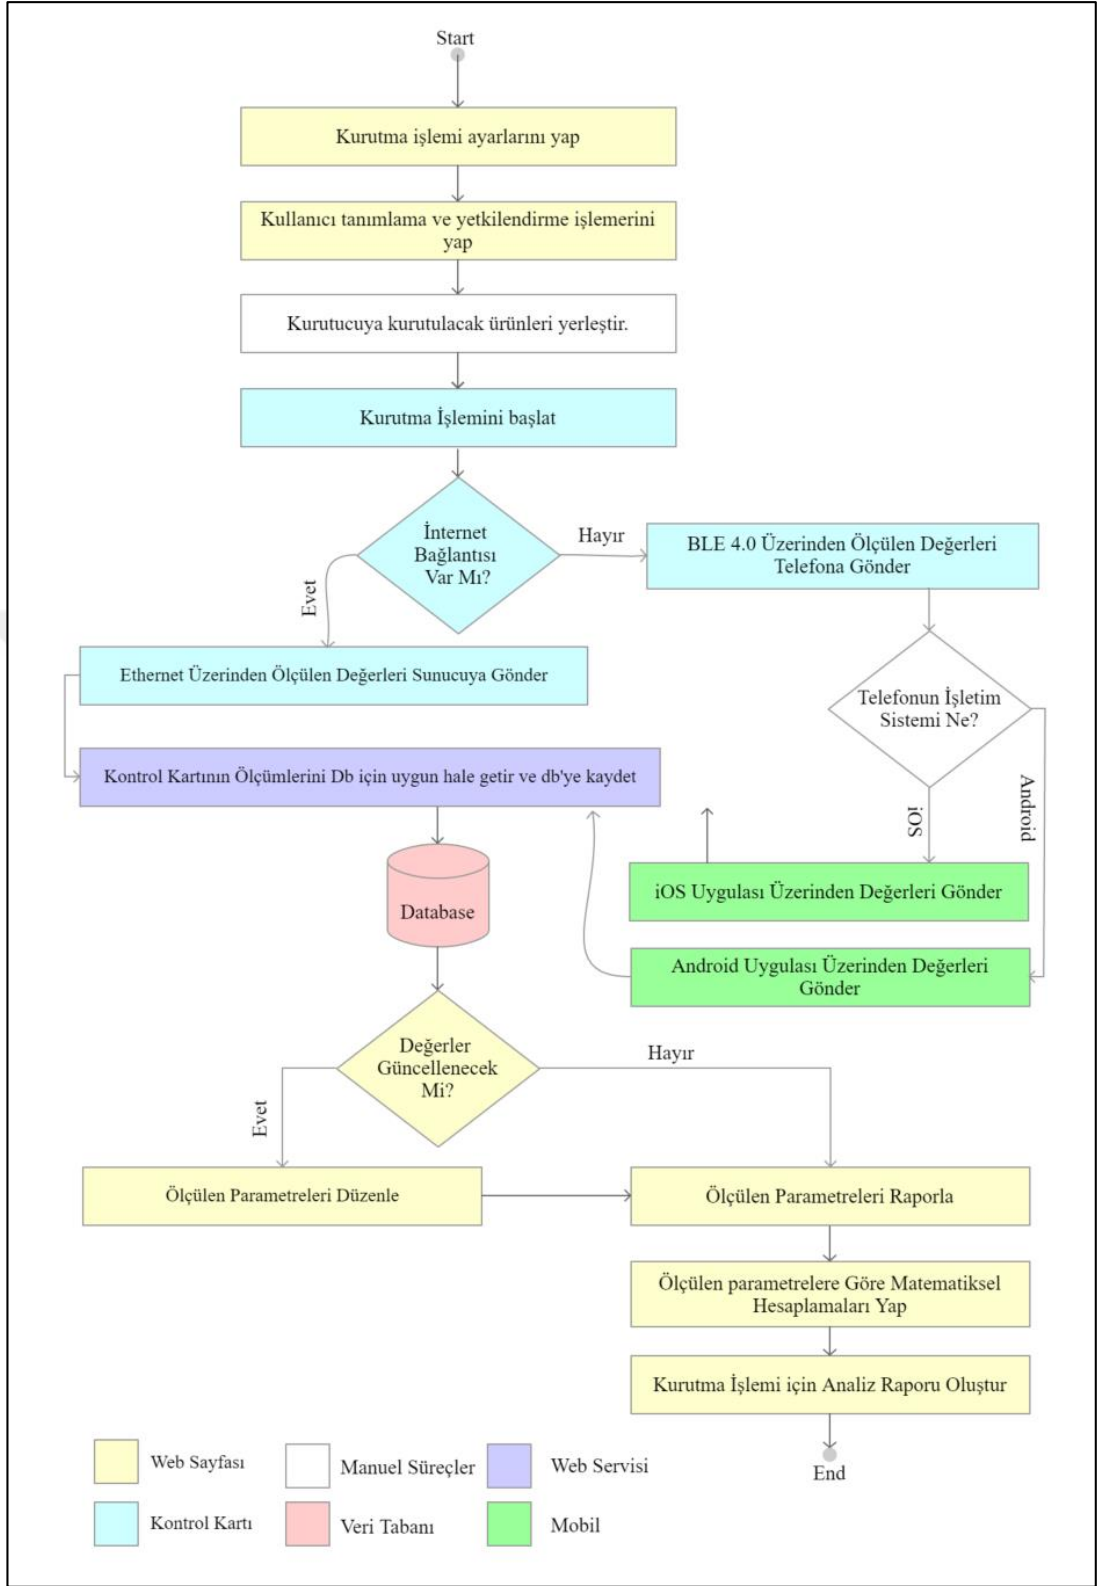 Start
Kurutma işlemi ayarlarını yap
Kullanıcı tanımlama ve yetkilendirme işlemerini
yap
Kurutucuya kurutulacak ürünleri yerleştir.
Kurutma İşlemini başlat
İnternet
Bağlantısı
Var Mı?
Hayır
BLE 4.0 Üzerinden Ölçülen Değerleri
Telefona Gönder
Evet
Ethernet Üzerinden Ölçülen Değerleri Sunucuya Gönder
Telefonun İşletim
Sistemi Ne?
Kontrol Kartının Ölçümlerini Db için uygun hale getir ve db'ye kaydet
iOS
Android
iOS Uygulası Üzerinden Değerleri Gönder
Database
Android Uygulası Üzerinden Değerleri
Gönder
Değerler
Güncellenecek
Mi?
Hayır
Evet
Ölçülen Parametreleri Düzenle
Ölçülen Parametreleri Raporla
Ölçülen parametrelere Göre Matematiksel
Hesaplamaları Yap
Kurutma İşlemi için Analiz Raporu Oluştur
End
Web Sayfası
Manuel Süreçler
Web Servisi
Kontrol Kartı
Veri Tabanı
Mobil